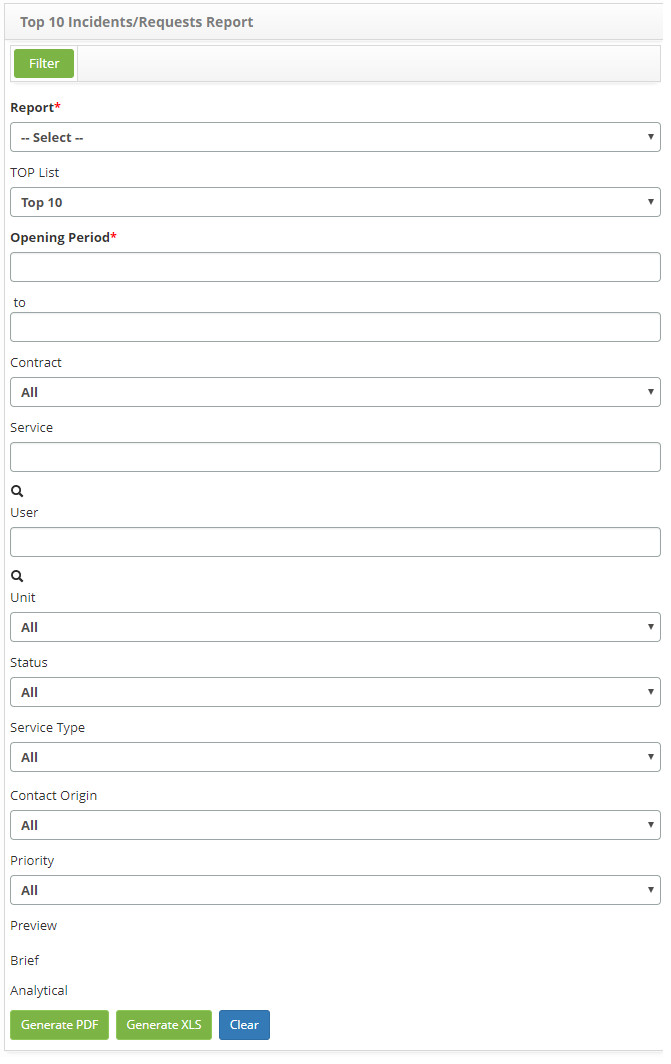 Top 10 Incidents/Requests Report
Filter
Report*
-- Select --
TOP List
Top 10
Opening Period*
to
Contract
All
Service
User
Unit
All
Status
All
Service Type
All
Contact Origin
All
Priority
All
Preview
Brief
Analytical
Generate PDF Generate XLS Clear